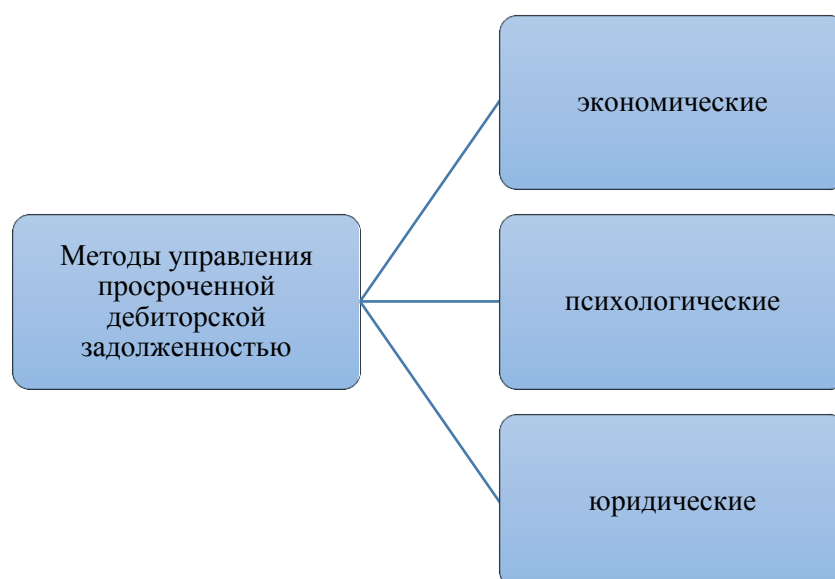 Методы управления
просроченной
дебиторской
задолженностью
экономические
психологические
юридические